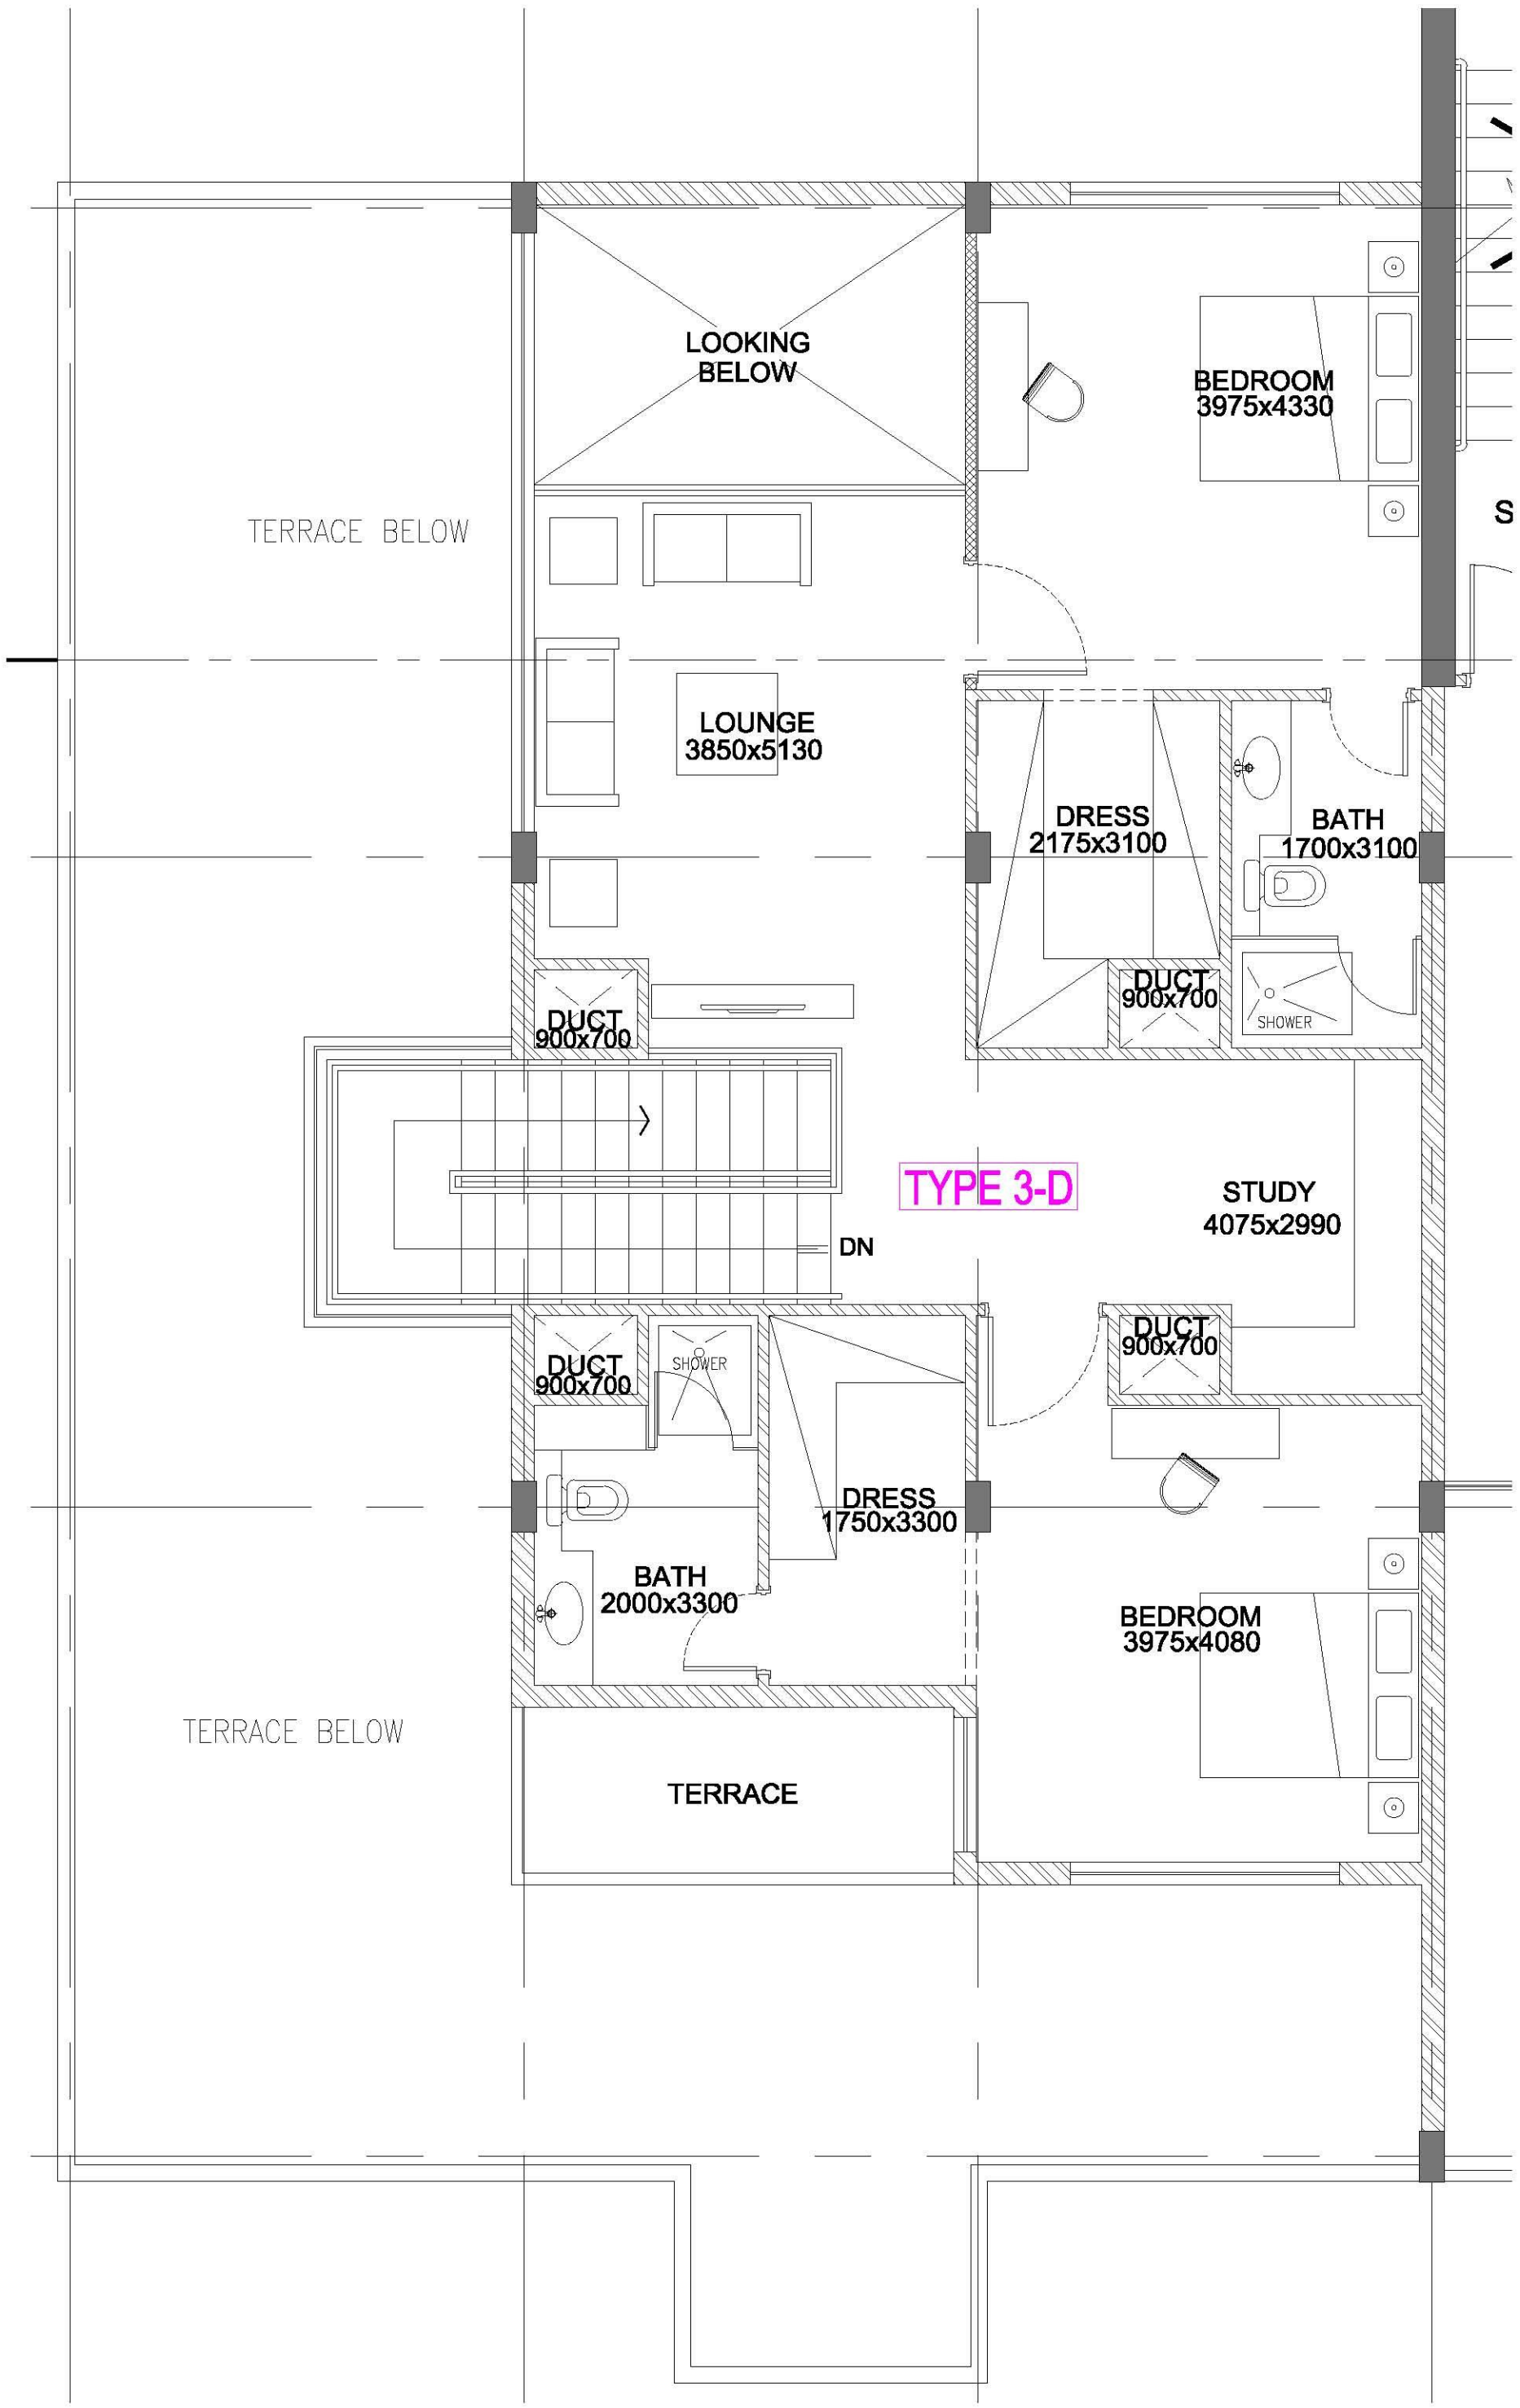 LOOKING
BELOW
BEDROOM
3975x4330
TERRACE BELOW
S
LOUNGE
3850x5130
DRESS
2175x3100
BATH
1700x3100
DUCT
900x700
DUCT
900x700
SHOWER
TYPE 3-D
STUDY
4075x2990
DN
DUCT
900x700
SHOWER
DUCT
900x700
DRESS
1750x3300
BATH
2000x3300
BEDROOM
3975x4080
TERRACE BELOW
TERRACE